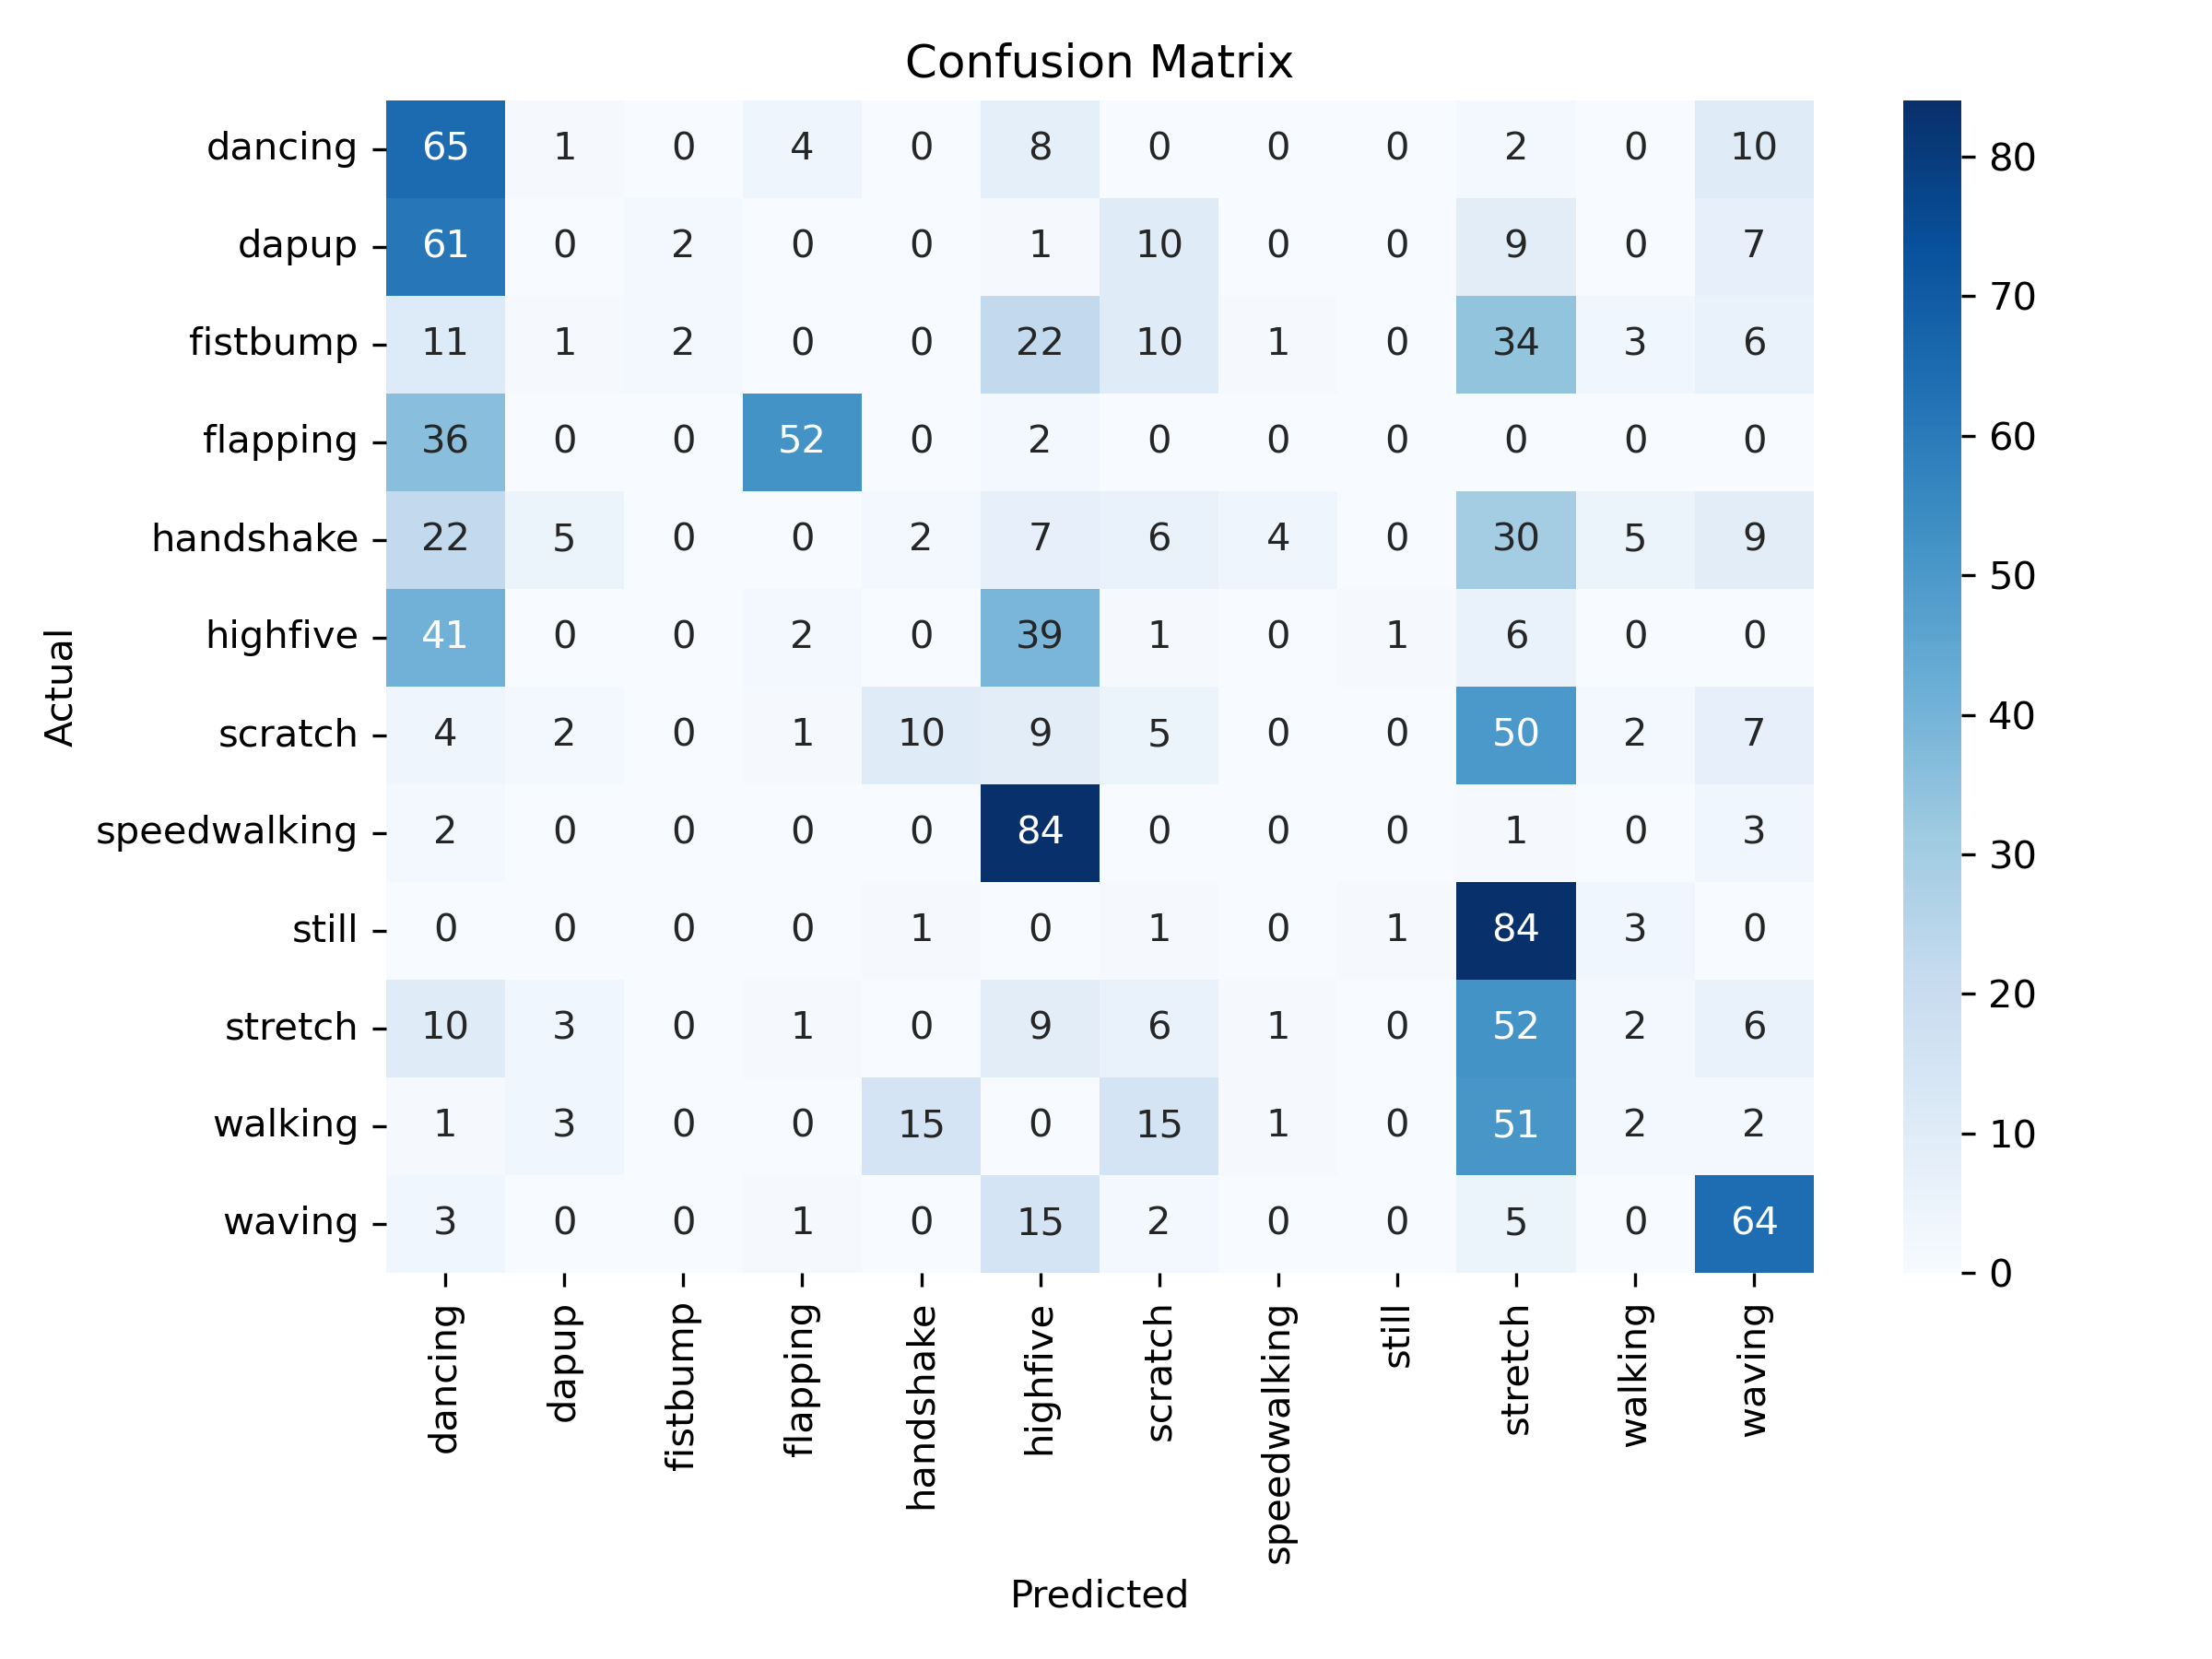 Confusion Matrix
dancing 65 1 0 4 0 8 0 0 0 2 0 10
dapup 61 0 2 0 0 1 10 0 0 9 0 7
fistbump 11 1 2 0 0 22 10 1 0 34 3 6
flapping 36 0 0 52 0 2 0 0 0 0 0 0
handshake 22 5 0 0 2 7 6 4 0 30 5 9
highfive 41 0 0 2 0 39 1 0 1 6 0 0
scratch 4 2 0 1 10 9 5 0 0 50 2 7
speedwalking 2 0 0 0 0 84 0 0 0 1 0 3
still 0 0 0 0 1 0 1 0 1 84 3 0
stretch 10 3 0 1 0 9 6 1 0 52 2 6
walking 1 3 0 0 15 0 15 1 0 51 2 2
waving 3 0 0 1 0 15 2 0 0 5 0 64
Actual
dancing dapup fistbump flapping handshake highfive scratch speedwalking still stretch walking waving
Predicted
80
70
60
50
40
30
20
10
0